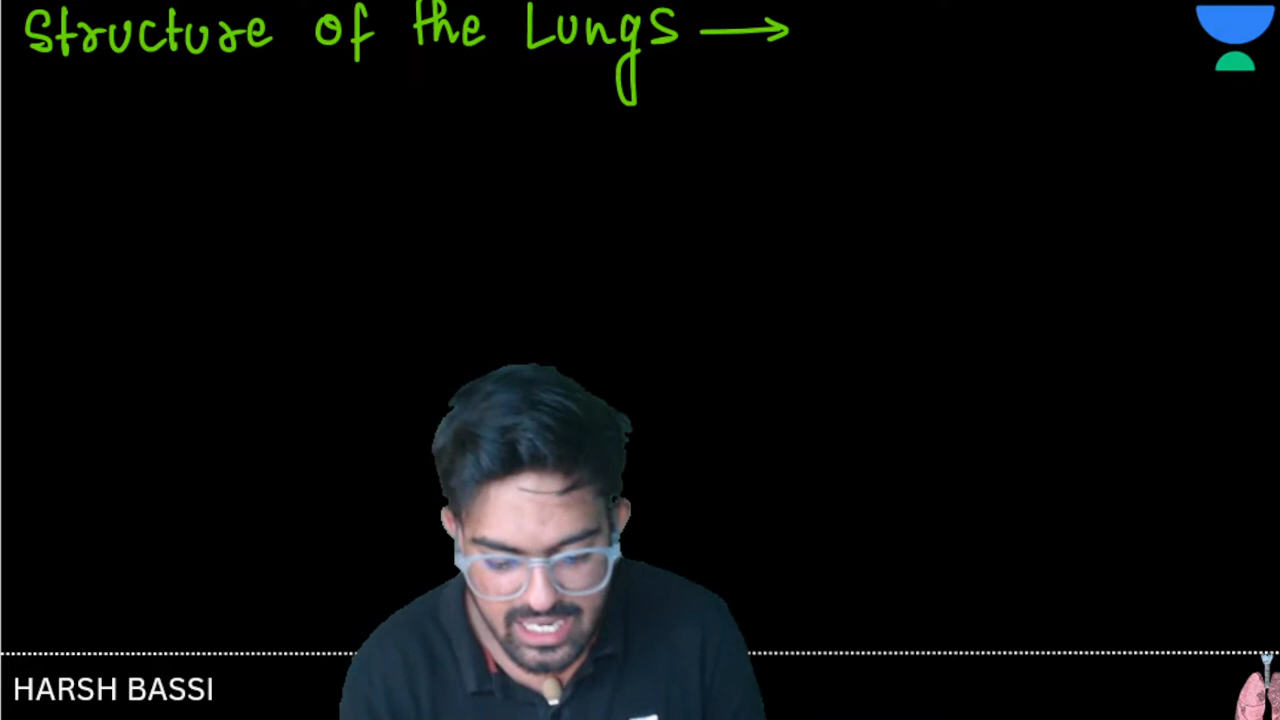 Structure of the Lungs →
HARSH BASSI